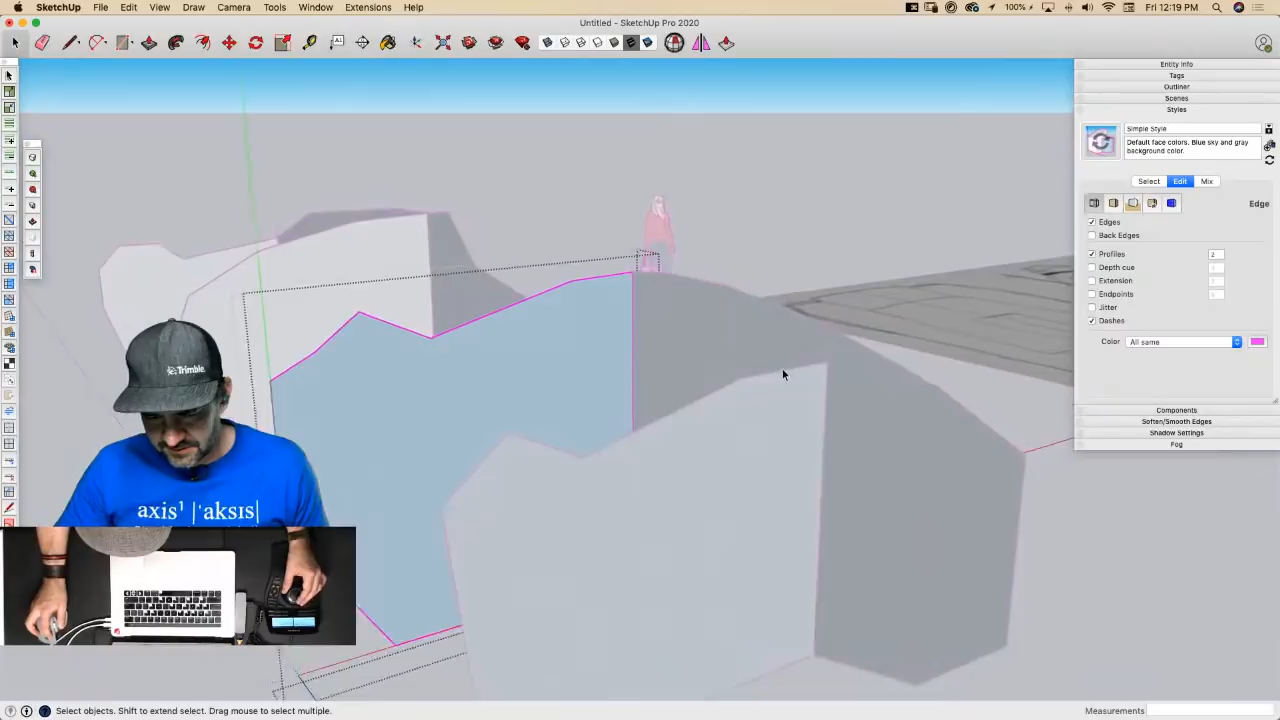 SketchUp File Edit View Draw Camera Tools Window Extensions Help
100% Fri 12:19 PM
Untitled - SketchUp Pro 2020
Entity Info
Tags
Outliner
Scenes
Styles
Simple Style
Default face colors. Blue sky and gray
background color.
Select Edit Mix
Edge
Edges
Back Edges
Profiles 2
Depth cue
Extension
Endpoints
Jitter
Dashes
Color All same
Components
Soften/Smooth Edges
Shadow Settings
Fog
Trimble.
axis¹ |ˈaksɪs|
Select objects. Shift to extend select. Drag mouse to select multiple.
Measurements